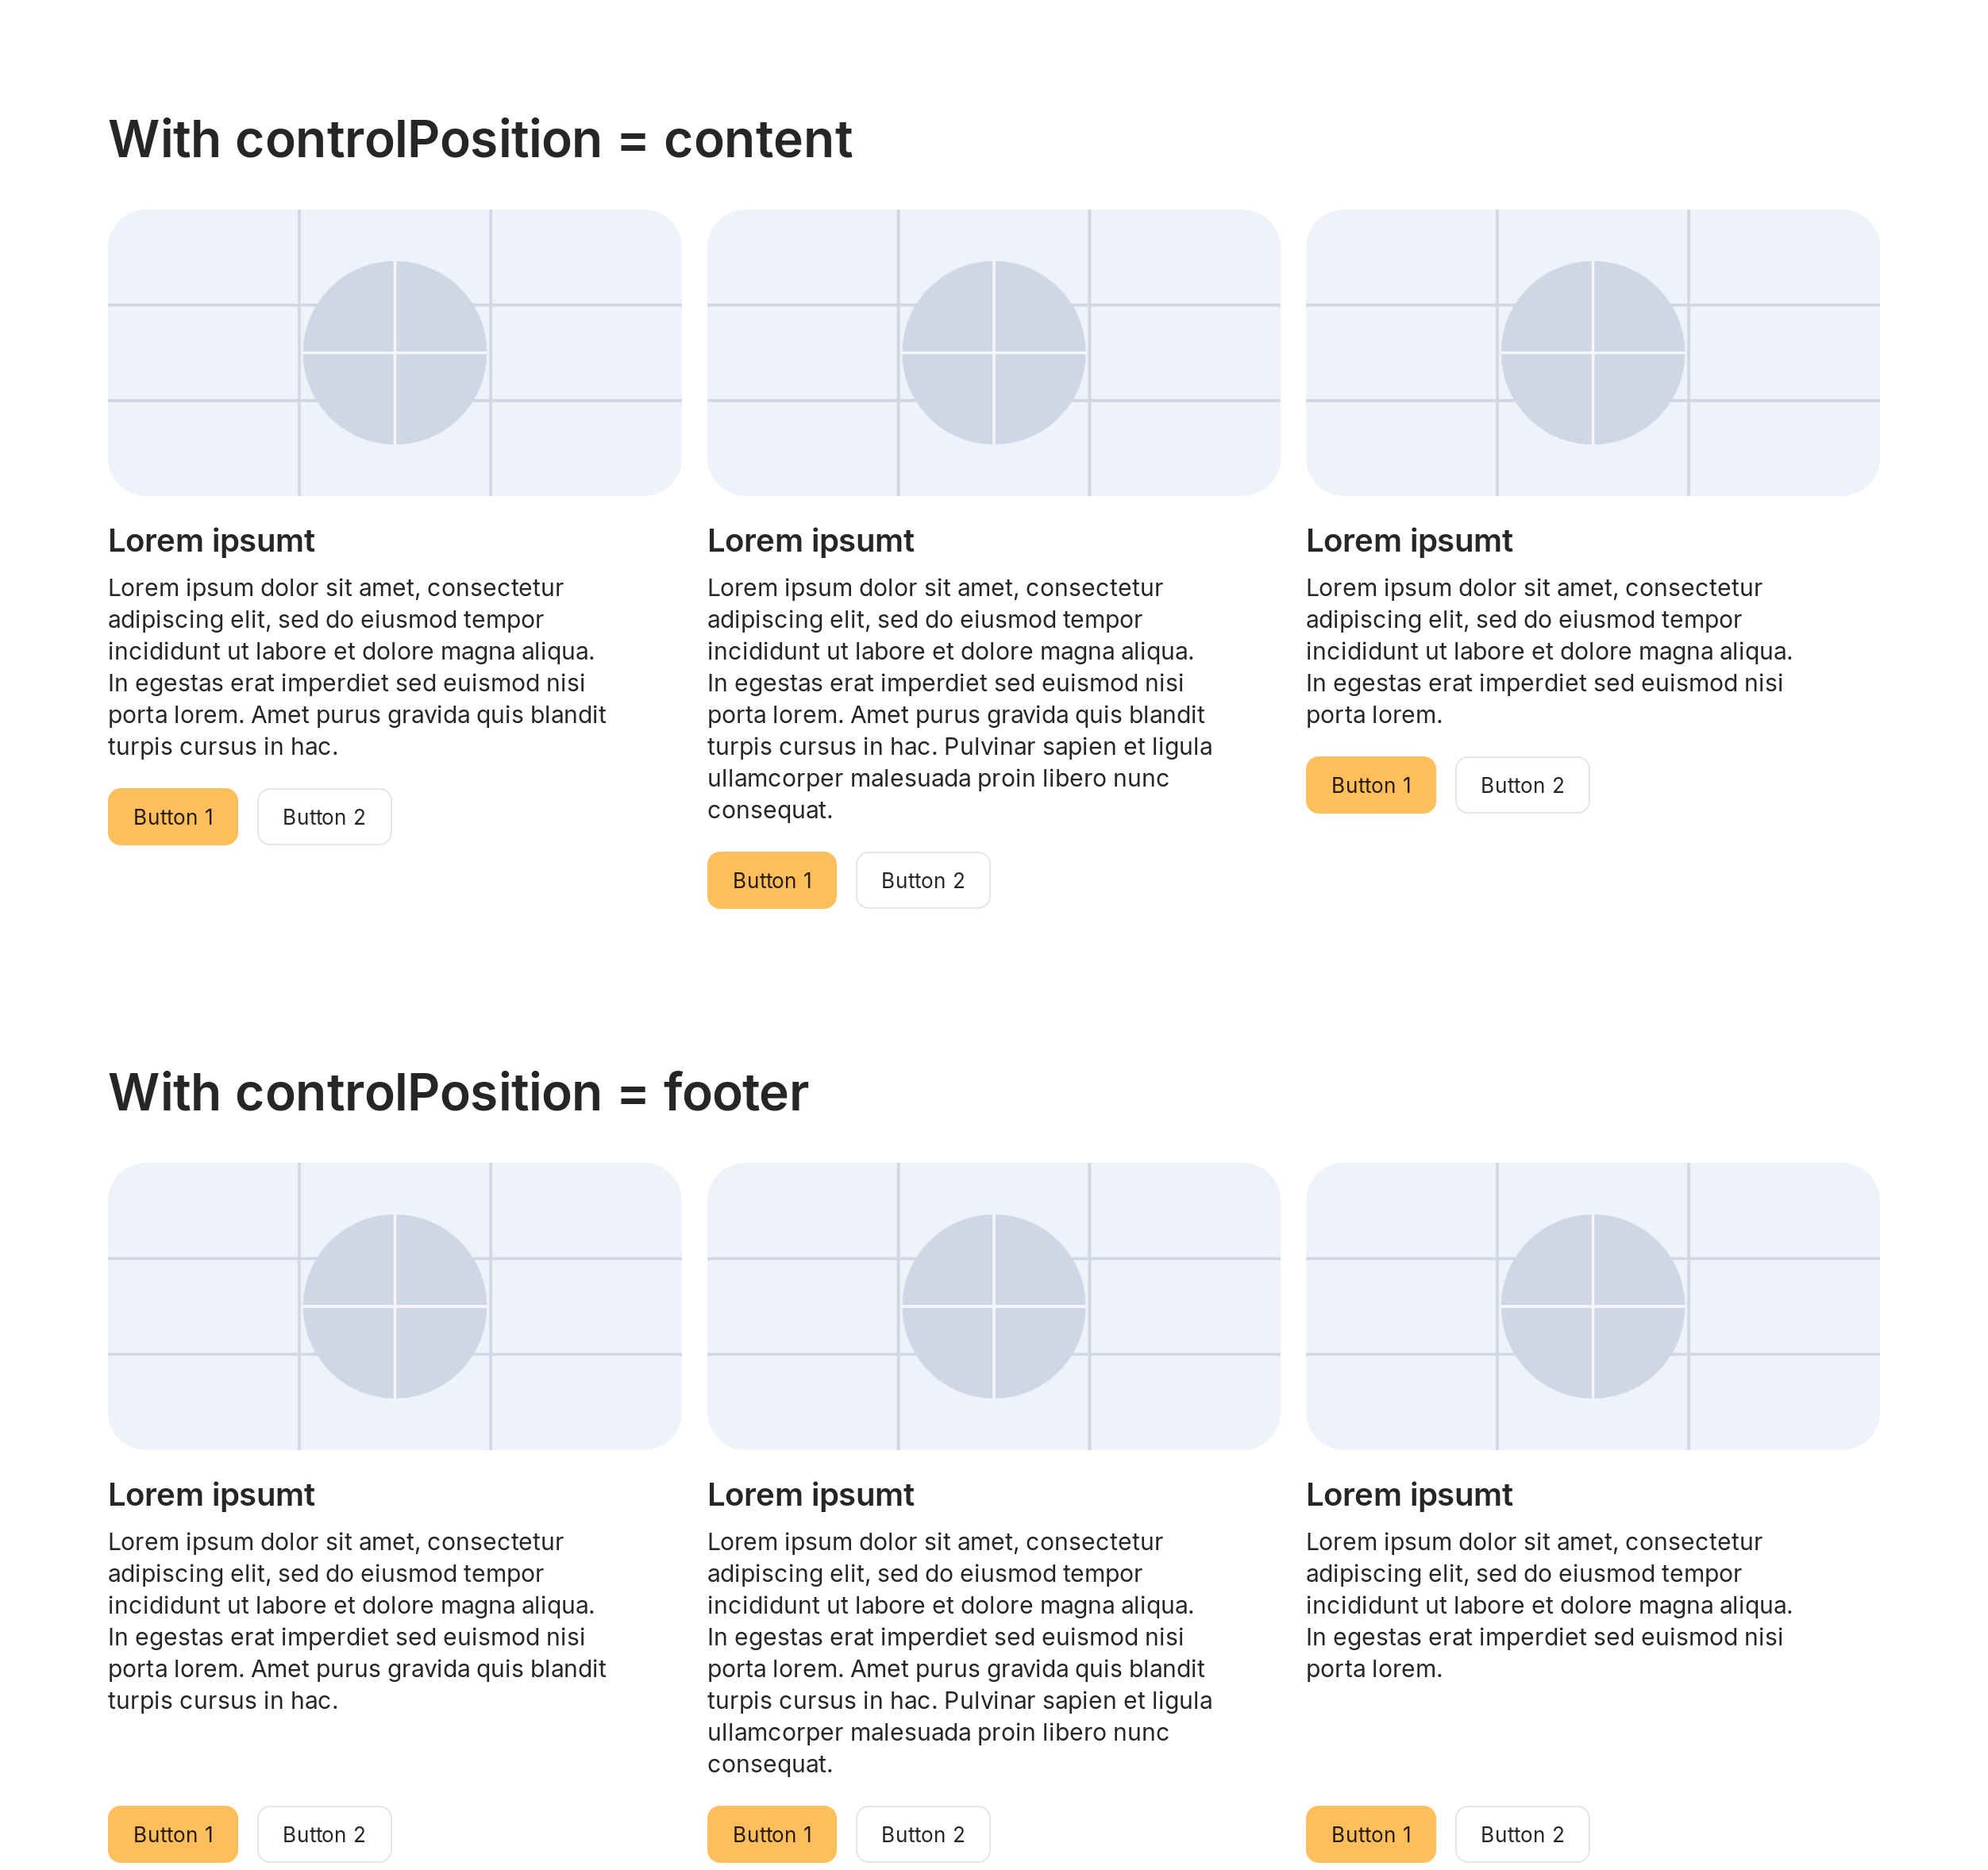 With controlPosition = content
Lorem ipsumt
Lorem ipsum dolor sit amet, consectetur
adipiscing elit, sed do eiusmod tempor
incididunt ut labore et dolore magna aliqua.
In egestas erat imperdiet sed euismod nisi
porta lorem. Amet purus gravida quis blandit
turpis cursus in hac.
Button 1
Button 2
Lorem ipsumt
Lorem ipsum dolor sit amet, consectetur
adipiscing elit, sed do eiusmod tempor
incididunt ut labore et dolore magna aliqua.
In egestas erat imperdiet sed euismod nisi
porta lorem. Amet purus gravida quis blandit
turpis cursus in hac. Pulvinar sapien et ligula
ullamcorper malesuada proin libero nunc
consequat.
Button 1
Button 2
Lorem ipsumt
Lorem ipsum dolor sit amet, consectetur
adipiscing elit, sed do eiusmod tempor
incididunt ut labore et dolore magna aliqua.
In egestas erat imperdiet sed euismod nisi
porta lorem.
Button 1
Button 2
With controlPosition = footer
Lorem ipsumt
Lorem ipsum dolor sit amet, consectetur
adipiscing elit, sed do eiusmod tempor
incididunt ut labore et dolore magna aliqua.
In egestas erat imperdiet sed euismod nisi
porta lorem. Amet purus gravida quis blandit
turpis cursus in hac.
Button 1
Button 2
Lorem ipsumt
Lorem ipsum dolor sit amet, consectetur
adipiscing elit, sed do eiusmod tempor
incididunt ut labore et dolore magna aliqua.
In egestas erat imperdiet sed euismod nisi
porta lorem. Amet purus gravida quis blandit
turpis cursus in hac. Pulvinar sapien et ligula
ullamcorper malesuada proin libero nunc
consequat.
Button 1
Button 2
Lorem ipsumt
Lorem ipsum dolor sit amet, consectetur
adipiscing elit, sed do eiusmod tempor
incididunt ut labore et dolore magna aliqua.
In egestas erat imperdiet sed euismod nisi
porta lorem.
Button 1
Button 2